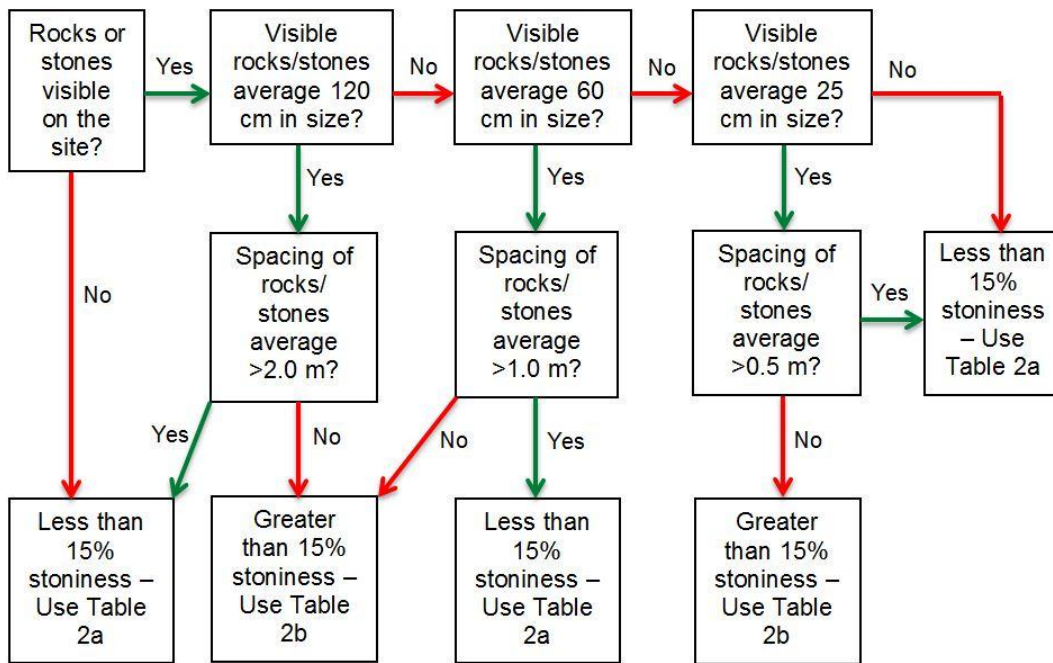 Rocks or
stones
visible
on the
site?
Yes
Visible
rocks/stones
average 120
cm in size?
No
Visible
rocks/stones
average 60
cm in size?
No
Visible
rocks/stones
average 25
cm in size?
No
Yes
Yes
Yes
No
Spacing of
rocks/
stones
average
>2.0 m?
Spacing of
rocks/
stones
average
>1.0 m?
Spacing of
rocks/
stones
average
>0.5 m?
Yes
Less than
15%
stoniness
– Use
Table 2a
Yes
No
No
Yes
No
Less than
15%
stoniness –
Use Table
2a
Greater
than 15%
stoniness –
Use Table
2b
Less than
15%
stoniness –
Use Table
2a
Greater
than 15%
stoniness –
Use Table
2b